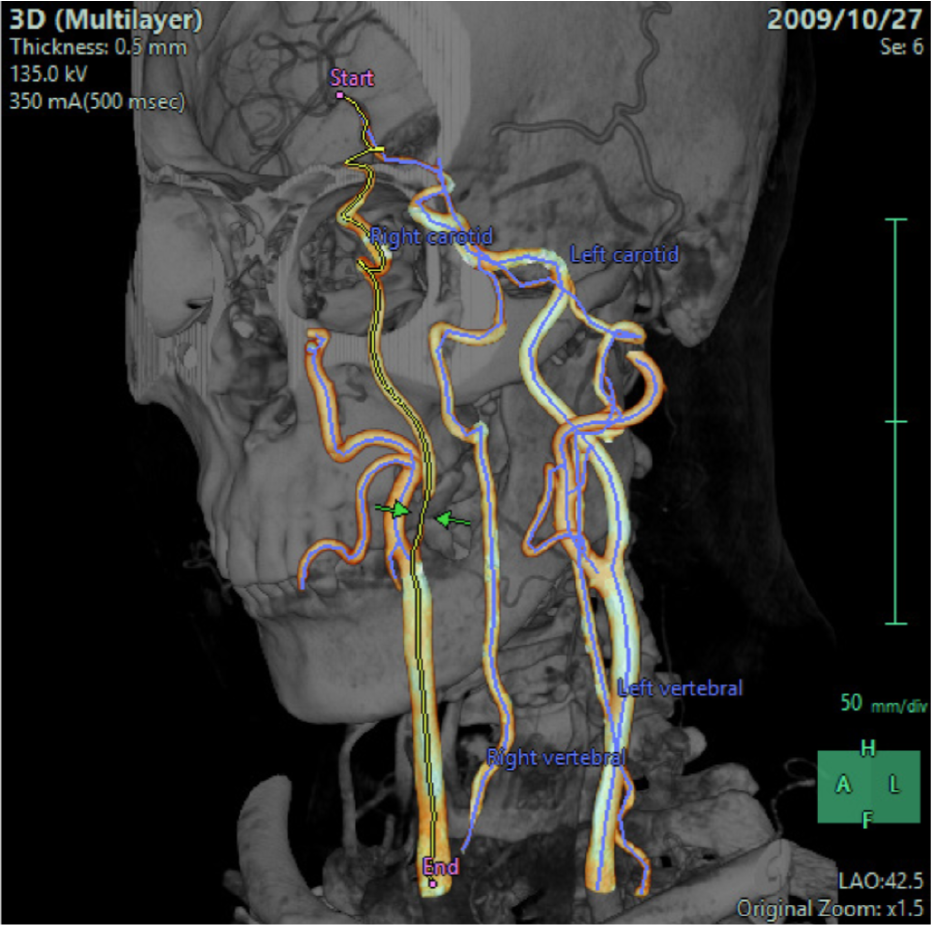 3D (Multilayer)
Thickness: 0.5 mm
135.0 kV
350 mA(500 msec)
2009/10/27
Se: 6
Start
Right carotid
Left carotid
Left vertebral
50 mm/div
Right vertebral
H
A L
F
End
LAO:42.5
Original Zoom: x1.5